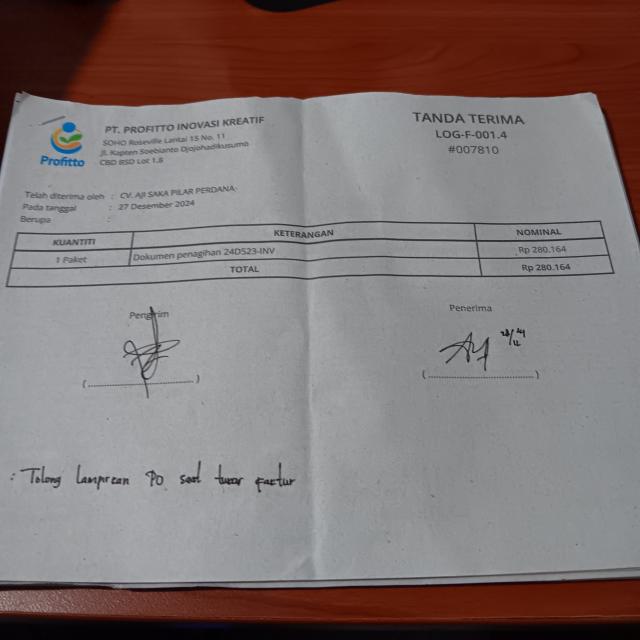 PT. PROFITTO INOVASI KREATIF
SOHO Roseville Lantai 15 No. 11
Jl. Kapten Soebianto Djojohadikusumo
CBD BSD Lot 1.8
Profitto
TANDA TERIMA
LOG-F-001.4
#007810
Telah diterima oleh : CV. AJI SAKA PILAR PERDANA
Pada tanggal : 27 Desember 2024
Berupa :
KUANTITI KETERANGAN NOMINAL
1 Paket Dokumen penagihan 24D523-INV Rp 280.164
TOTAL Rp 280.164
Pengirim Penerima
(..............................) (..............................)
: Tolong lampirean PO saat tukar faktur